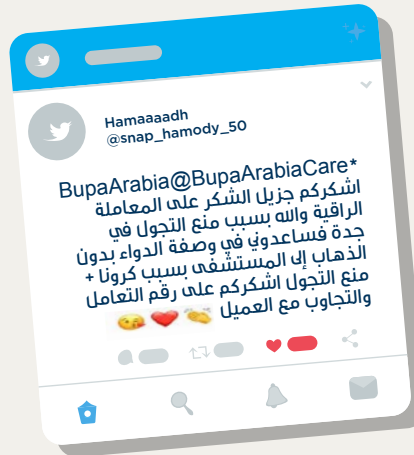 Hamaaaadh
@snap_hamody_50
BupaArabia@BupaArabiaCare*
اشكركم جزيل الشكر على المعاملة
الراقية والله بسبب منع التجول في
جدة فساعدوني في وصفة الدواء بدون
الذهاب إلى المستشفى بسبب كرونا +
منع التجول اشكركم على رقم التعامل
والتجاوب مع العميل 👏 ❤️ 😘